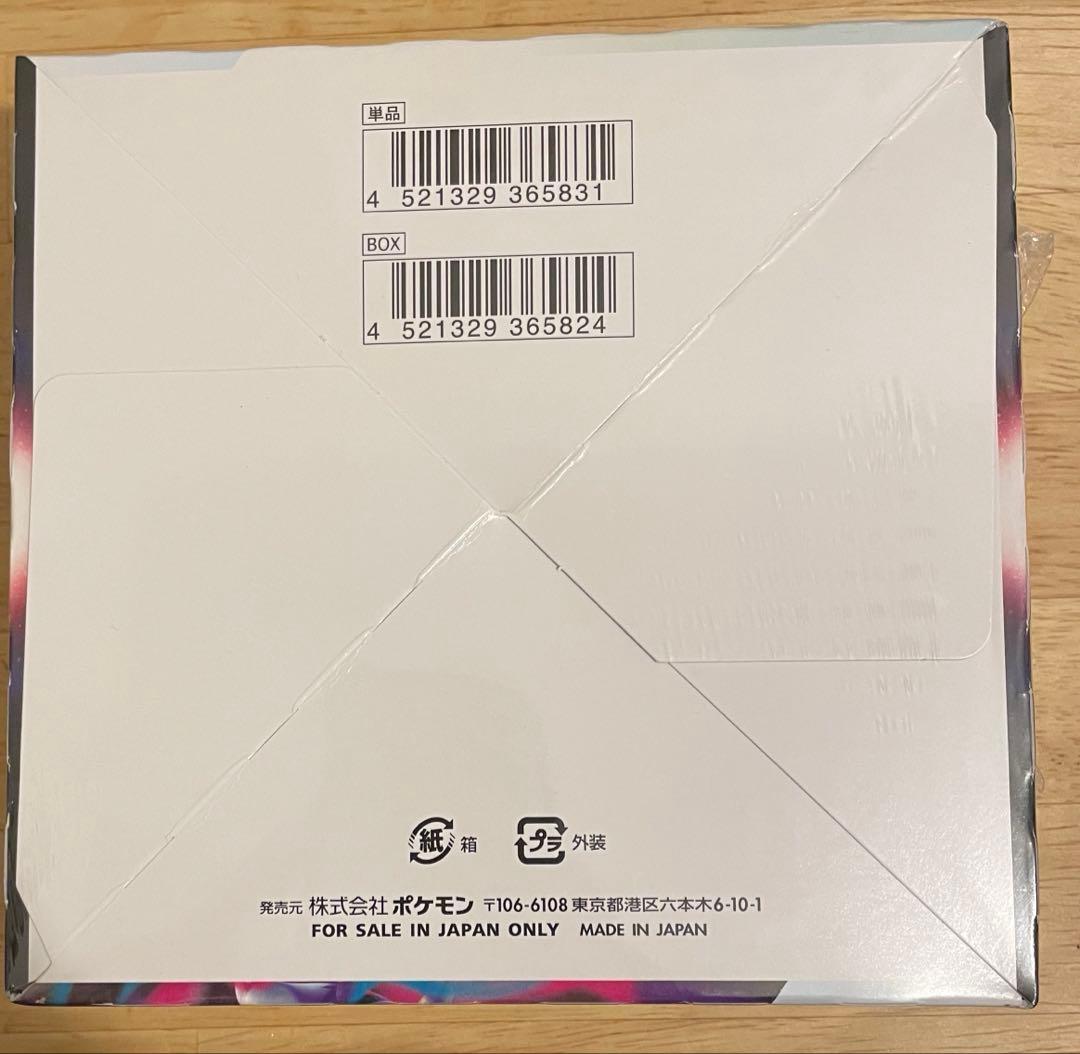 単品
4 521329 365831
BOX
4 521329 365824
紙 箱 プラ 外装
発売元 株式会社ポケモン 〒106-6108 東京都港区六本木6-10-1
FOR SALE IN JAPAN ONLY MADE IN JAPAN